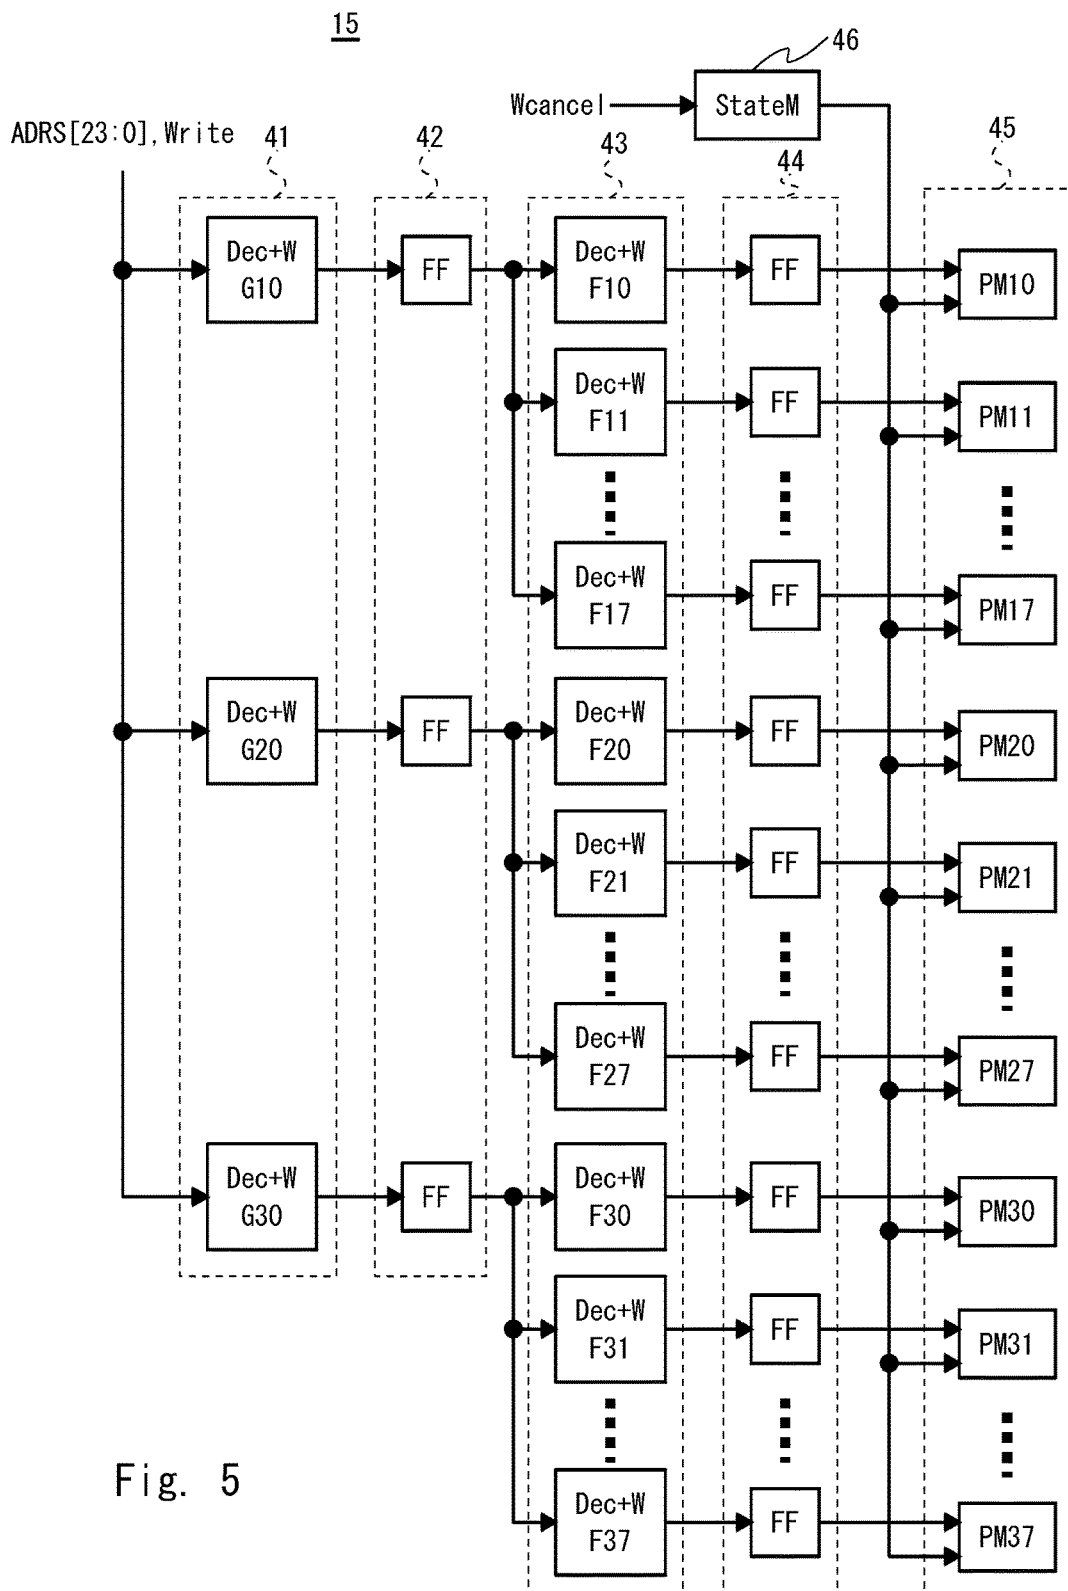 15
46
Wcancel
StateM
ADRS[23:0],Write
41
42
43
44
45
Dec+W
G10
FF
Dec+W
F10
FF
PM10
Dec+W
F11
FF
PM11
Dec+W
F17
FF
PM17
Dec+W
G20
FF
Dec+W
F20
FF
PM20
Dec+W
F21
FF
PM21
Dec+W
F27
FF
PM27
Dec+W
G30
FF
Dec+W
F30
FF
PM30
Dec+W
F31
FF
PM31
Dec+W
F37
FF
PM37
Fig. 5